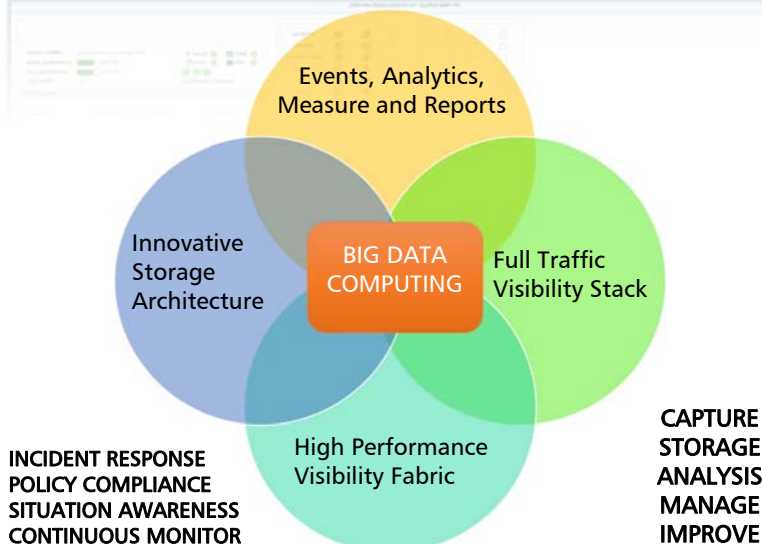 Events, Analytics,
Measure and Reports
Innovative
Storage
Architecture
BIG DATA
COMPUTING
Full Traffic
Visibility Stack
High Performance
Visibility Fabric
INCIDENT RESPONSE
POLICY COMPLIANCE
SITUATION AWARENESS
CONTINUOUS MONITOR
CAPTURE
STORAGE
ANALYSIS
MANAGE
IMPROVE